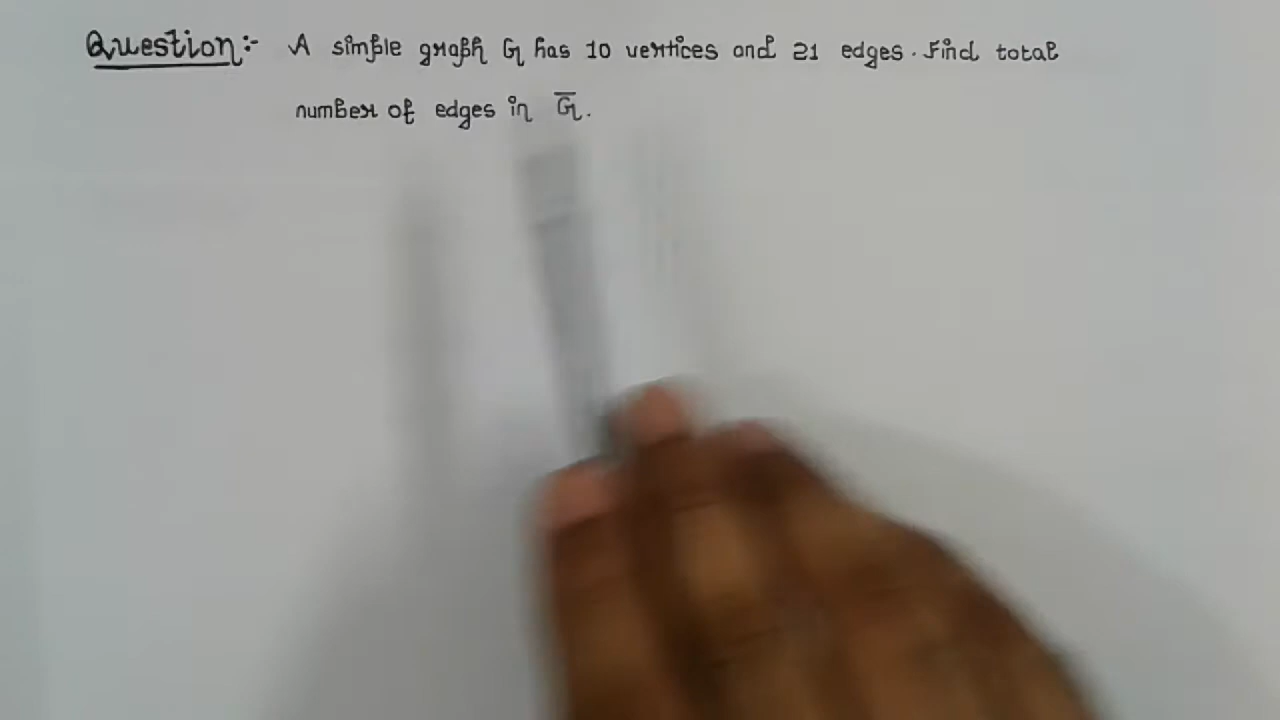 Question:- A simple graph G has 10 vertices and 21 edges. Find total
number of edges in G̅.